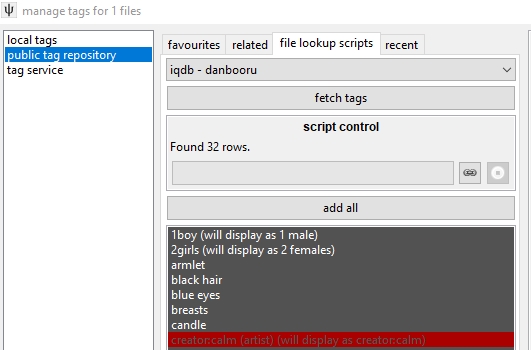 manage tags for 1 files
local tags
public tag repository
tag service
favourites related file lookup scripts recent
iqdb - danbooru
fetch tags
script control
Found 32 rows.
add all
1boy (will display as 1 male)
2girls (will display as 2 females)
armlet
black hair
blue eyes
breasts
candle
creator:calm (artist) (will display as creator:calm)